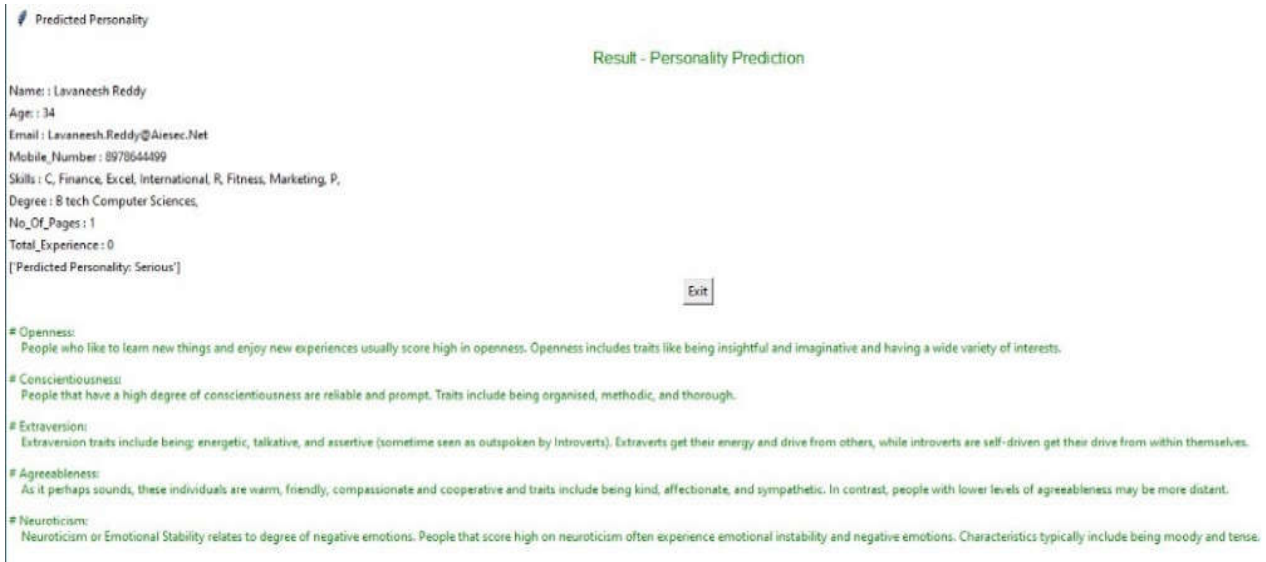 Predicted Personality
Result - Personality Prediction
Name: : Lavaneesh Reddy
Age: : 34
Email : Lavaneesh.Reddy@Aiesec.Net
Mobile_Number : 8978644499
Skills : C, Finance, Excel, International, R, Fitness, Marketing, P,
Degree : B tech Computer Sciences,
No_Of_Pages : 1
Total_Experience : 0
['Perdicted Personality: Serious']
Exit
# Openness:
People who like to learn new things and enjoy new experiences usually score high in openness. Openness includes traits like being insightful and imaginative and having a wide variety of interests.
# Conscientiousness:
People that have a high degree of conscientiousness are reliable and prompt. Traits include being organised, methodic, and thorough.
# Extraversion:
Extraversion traits include being; energetic, talkative, and assertive (sometime seen as outspoken by Introverts). Extraverts get their energy and drive from others, while introverts are self-driven get their drive from within themselves.
# Agreeableness:
As it perhaps sounds, these individuals are warm, friendly, compassionate and cooperative and traits include being kind, affectionate, and sympathetic. In contrast, people with lower levels of agreeableness may be more distant.
# Neuroticism:
Neuroticism or Emotional Stability relates to degree of negative emotions. People that score high on neuroticism often experience emotional instability and negative emotions. Characteristics typically include being moody and tense.